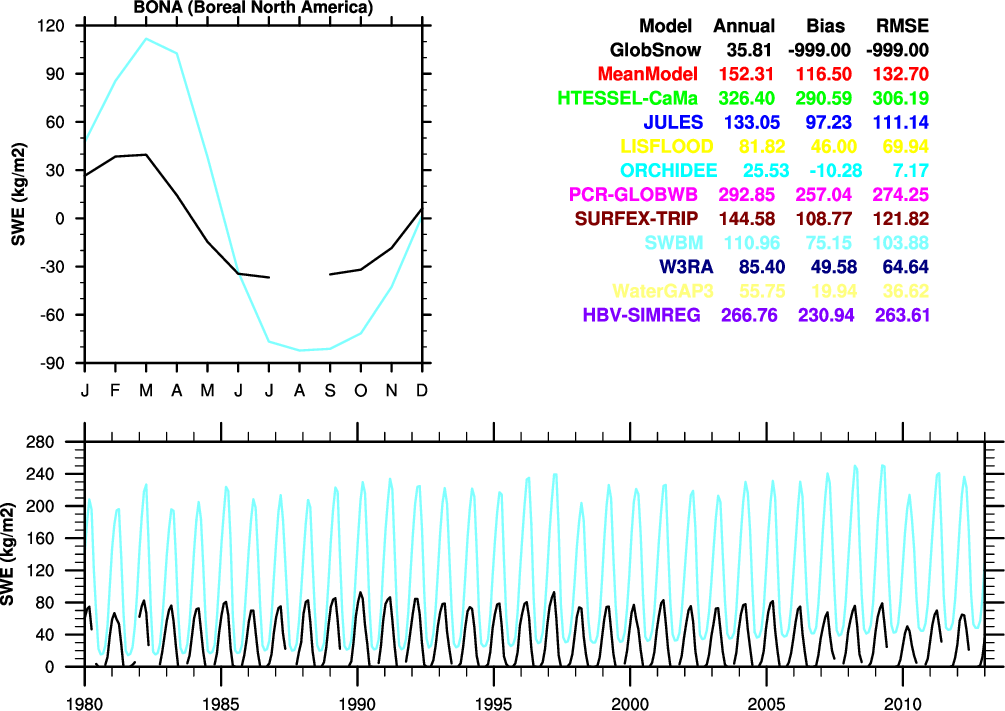 BONA (Boreal North America)
120
90
60
30
0
-30
-60
-90
SWE (kg/m2)
J F M A M J J A S O N D
Model Annual Bias RMSE
GlobSnow 35.81 -999.00 -999.00
MeanModel 152.31 116.50 132.70
HTESSEL-CaMa 326.40 290.59 306.19
JULES 133.05 97.23 111.14
LISFLOOD 81.82 46.00 69.94
ORCHIDEE 25.53 -10.28 7.17
PCR-GLOBWB 292.85 257.04 274.25
SURFEX-TRIP 144.58 108.77 121.82
SWBM 110.96 75.15 103.88
W3RA 85.40 49.58 64.64
WaterGAP3 55.75 19.94 36.62
HBV-SIMREG 266.76 230.94 263.61
280
240
200
160
120
80
40
0
SWE (kg/m2)
1980 1985 1990 1995 2000 2005 2010